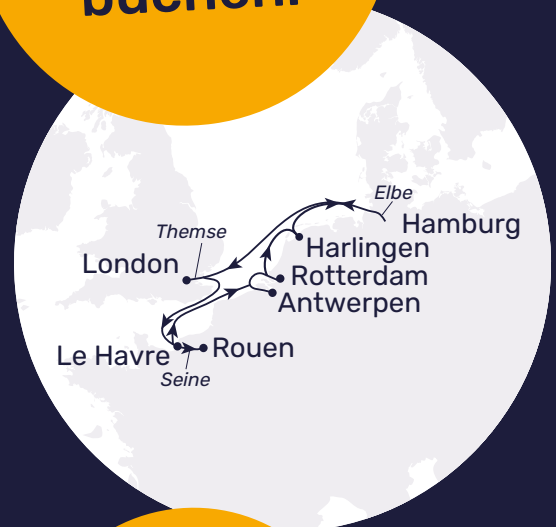 buchen.
Elbe
Hamburg
Themse
Harlingen
London
Rotterdam
Antwerpen
Le Havre
Rouen
Seine